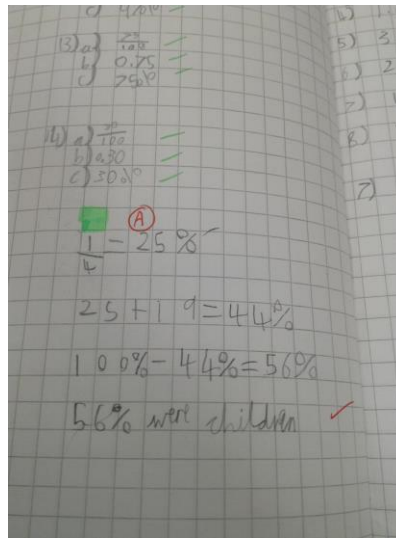 c) 4%
13) a) 75/100
b) 0.75
c) 75%
14) a) 30/100
b) 0.30
c) 30%
A
1/4 = 25%
25+19=44%
100%-44%=56%
56% were children
5) 3
6) 2
7)
8)
7)